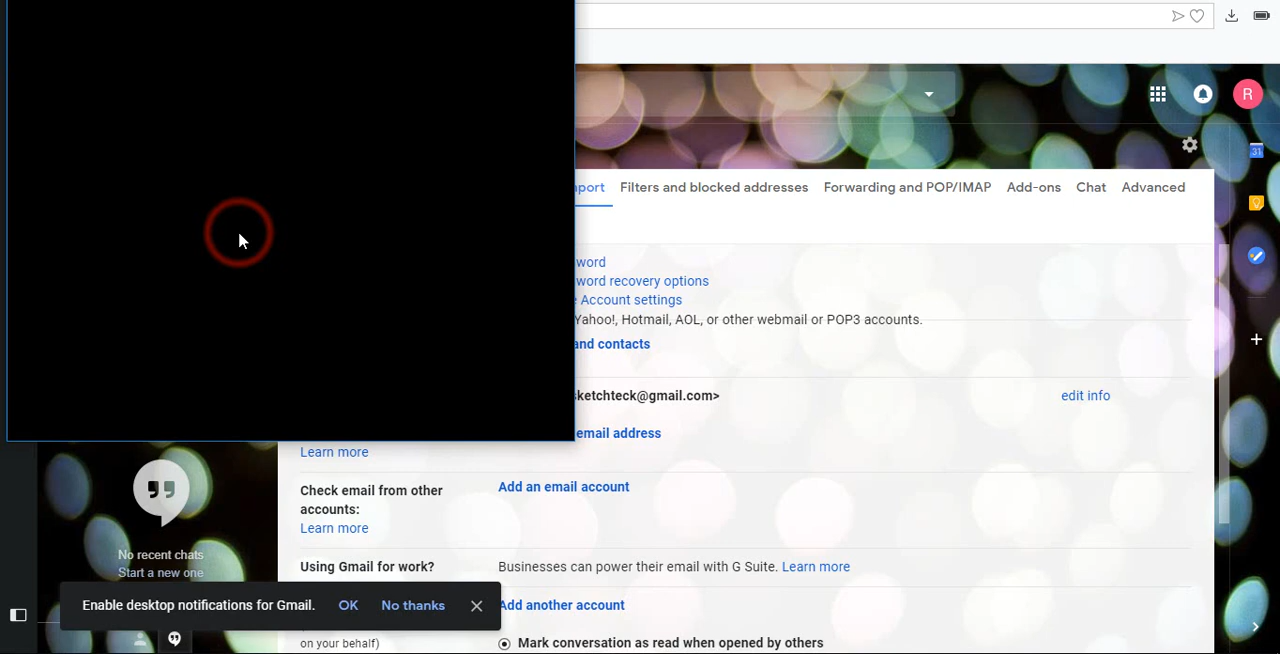 R
31
mport Filters and blocked addresses Forwarding and POP/IMAP Add-ons Chat Advanced
word
word recovery options
Account settings
Yahoo!, Hotmail, AOL, or other webmail or POP3 accounts.
and contacts
sketchteck@gmail.com> edit info
email address
Learn more
Check email from other
accounts:
Add an email account
Learn more
Using Gmail for work? Businesses can power their email with G Suite. Learn more
No recent chats
Start a new one
Enable desktop notifications for Gmail. OK No thanks
Add another account
on your behalf)
Mark conversation as read when opened by others